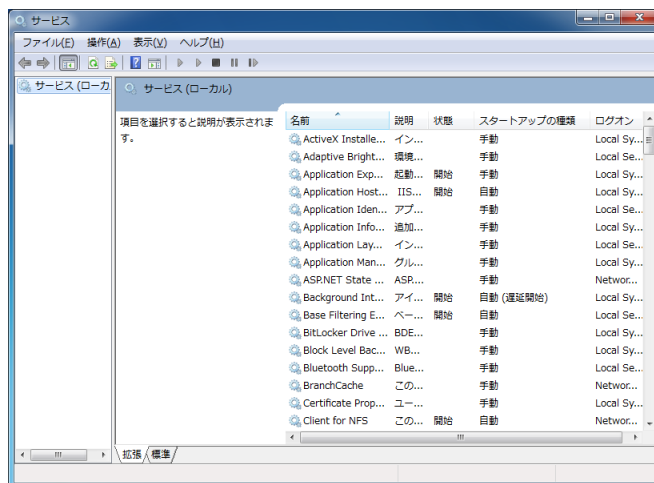 サービス
ファイル(F) 操作(A) 表示(V) ヘルプ(H)
サービス (ローカ
サービス (ローカル)
項目を選択すると説明が表示されます。
名前 説明 状態 スタートアップの種類 ログオン
ActiveX Installe... イン... 手動 Local Sy...
Adaptive Bright... 環境... 手動 Local Se...
Application Exp... 起動... 開始 手動 Local Sy...
Application Host... IIS... 開始 自動 Local Sy...
Application Iden... アプ... 手動 Local Se...
Application Info... 追加... 手動 Local Sy...
Application Lay... イン... 手動 Local Se...
Application Man... グル... 手動 Local Sy...
ASP.NET State ... ASP.... 手動 Networ...
Background Int... アイ... 開始 自動 (遅延開始) Local Sy...
Base Filtering E... ベー... 開始 自動 Local Se...
BitLocker Drive ... BDE... 手動 Local Sy...
Block Level Bac... WB... 手動 Local Sy...
Bluetooth Supp... Blue... 手動 Local Se...
BranchCache この... 手動 Networ...
Certificate Prop... ユー... 手動 Local Sy...
Client for NFS この... 開始 自動 Networ...
拡張 標準